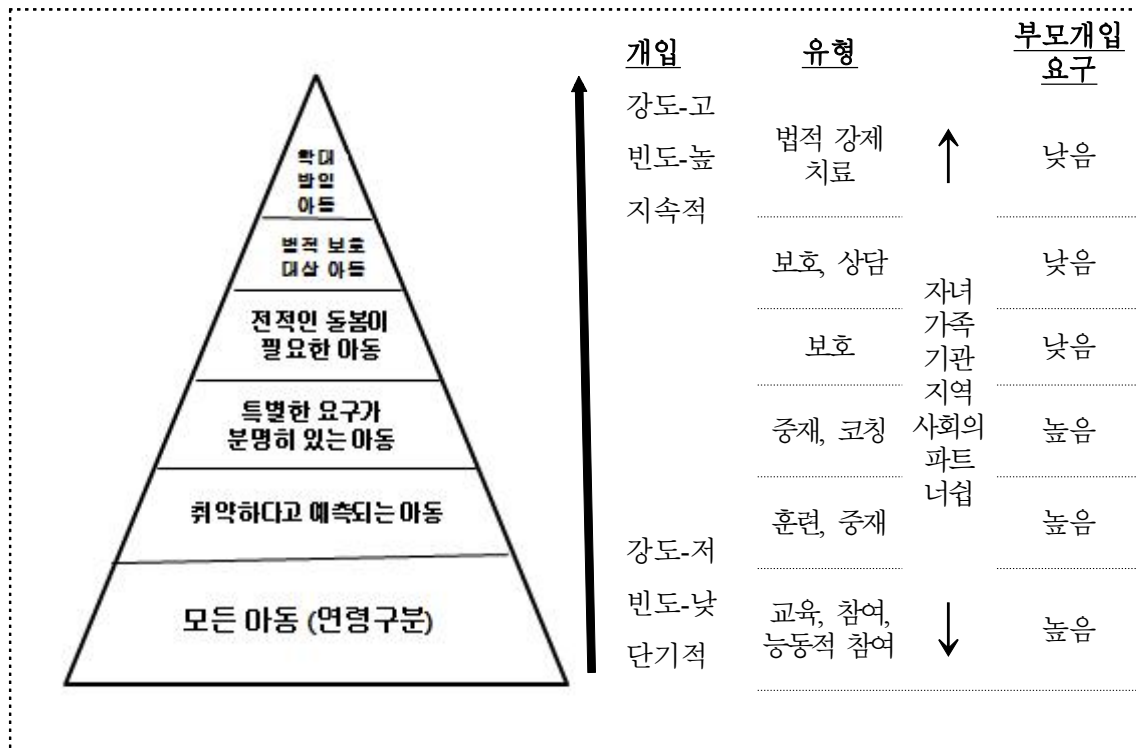 개입
유형
부모개입
요구
학대
발인
아동
법적 보호
대상 아동
전적인 돌봄이
필요한 아동
특별한 요구가
분명히 있는 아동
취약하다고 예측되는 아동
모든 아동 (연령구분)
강도-고
빈도-높
지속적
강도-저
빈도-낮
단기적
법적 강제
치료
보호, 상담
보호
중재, 코칭
훈련, 중재
교육, 참여,
능동적 참여
자녀
가족
기관
지역
사회의
파트
너쉽
낮음
낮음
낮음
높음
높음
높음